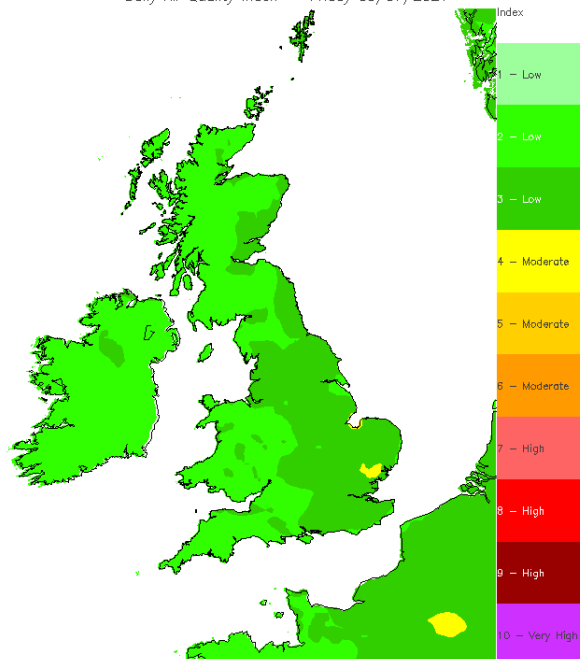 Index
1 - Low
2 - Low
3 - Low
4 - Moderate
5 - Moderate
6 - Moderate
7 - High
8 - High
9 - High
10 - Very High